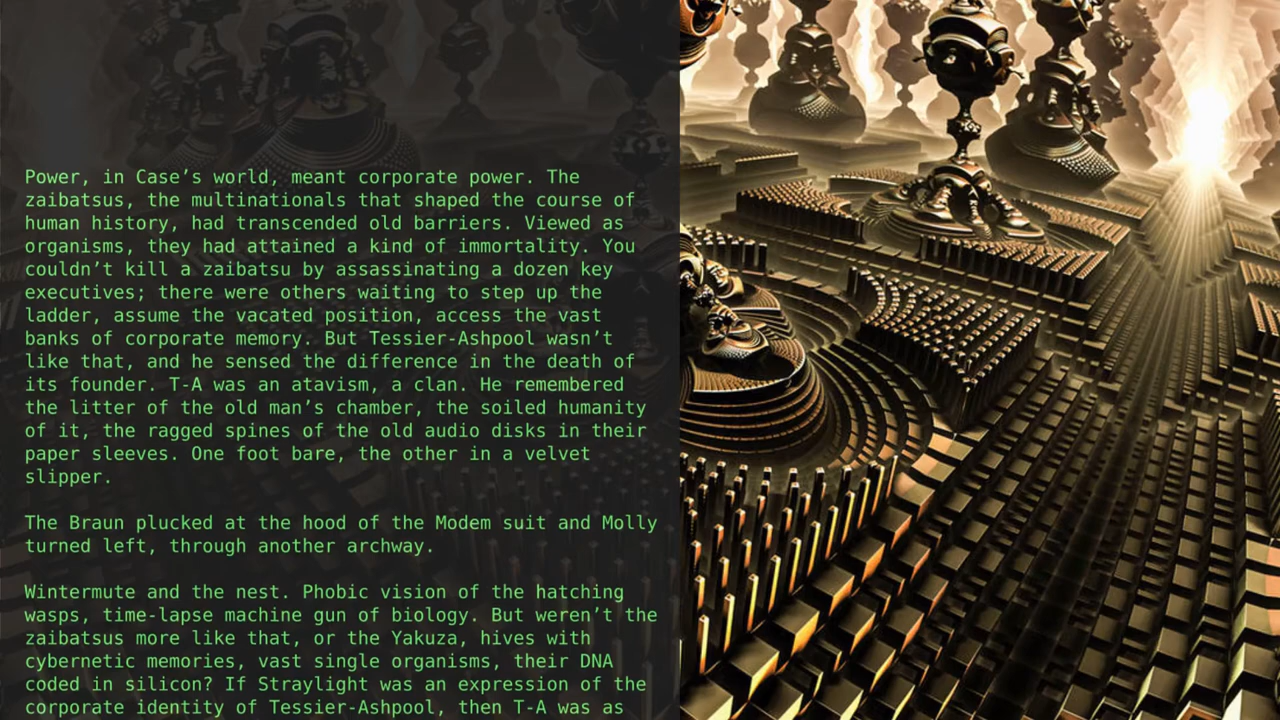 Power, in Case’s world, meant corporate power. The
zaibatsus, the multinationals that shaped the course of
human history, had transcended old barriers. Viewed as
organisms, they had attained a kind of immortality. You
couldn’t kill a zaibatsu by assassinating a dozen key
executives; there were others waiting to step up the
ladder, assume the vacated position, access the vast
banks of corporate memory. But Tessier-Ashpool wasn’t
like that, and he sensed the difference in the death of
its founder. T-A was an atavism, a clan. He remembered
the litter of the old man’s chamber, the soiled humanity
of it, the ragged spines of the old audio disks in their
paper sleeves. One foot bare, the other in a velvet
slipper.
The Braun plucked at the hood of the Modem suit and Molly
turned left, through another archway.
Wintermute and the nest. Phobic vision of the hatching
wasps, time-lapse machine gun of biology. But weren’t the
zaibatsus more like that, or the Yakuza, hives with
cybernetic memories, vast single organisms, their DNA
coded in silicon? If Straylight was an expression of the
corporate identity of Tessier-Ashpool, then T-A was as